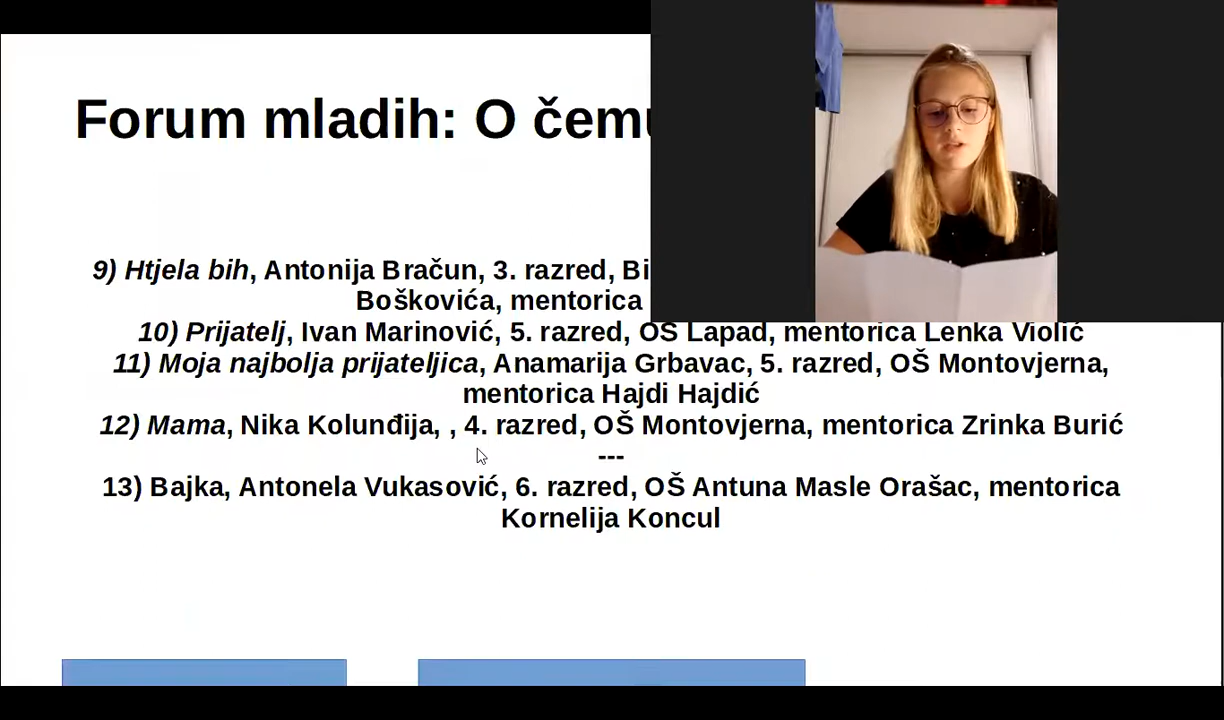 Forum mladih: O čemu
9) Htjela bih, Antonija Bračun, 3. razred, Bi
Boškovića, mentorica
10) Prijatelj, Ivan Marinović, 5. razred, OŠ Lapad, mentorica Lenka Violić
11) Moja najbolja prijateljica, Anamarija Grbavac, 5. razred, OŠ Montovjerna,
mentorica Hajdi Hajdić
12) Mama, Nika Kolunđija, , 4. razred, OŠ Montovjerna, mentorica Zrinka Burić
---
13) Bajka, Antonela Vukasović, 6. razred, OŠ Antuna Masle Orašac, mentorica
Kornelija Koncul